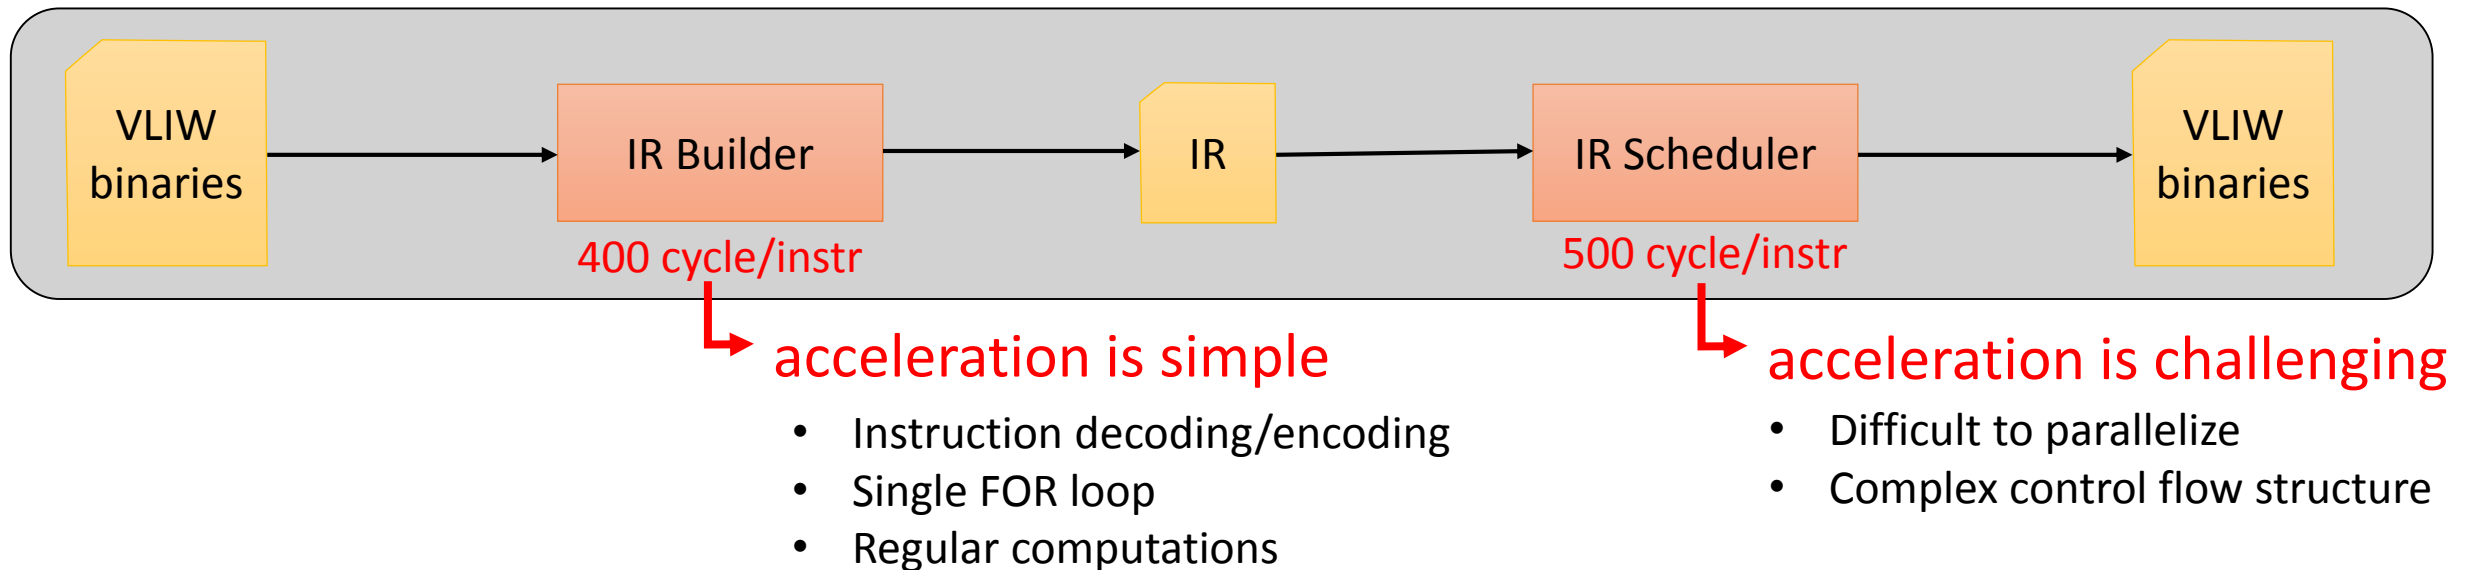 VLIW
binaries
IR Builder
IR
IR Scheduler
VLIW
binaries
400 cycle/instr
500 cycle/instr
acceleration is simple
• Instruction decoding/encoding
• Single FOR loop
• Regular computations
acceleration is challenging
• Difficult to parallelize
• Complex control flow structure